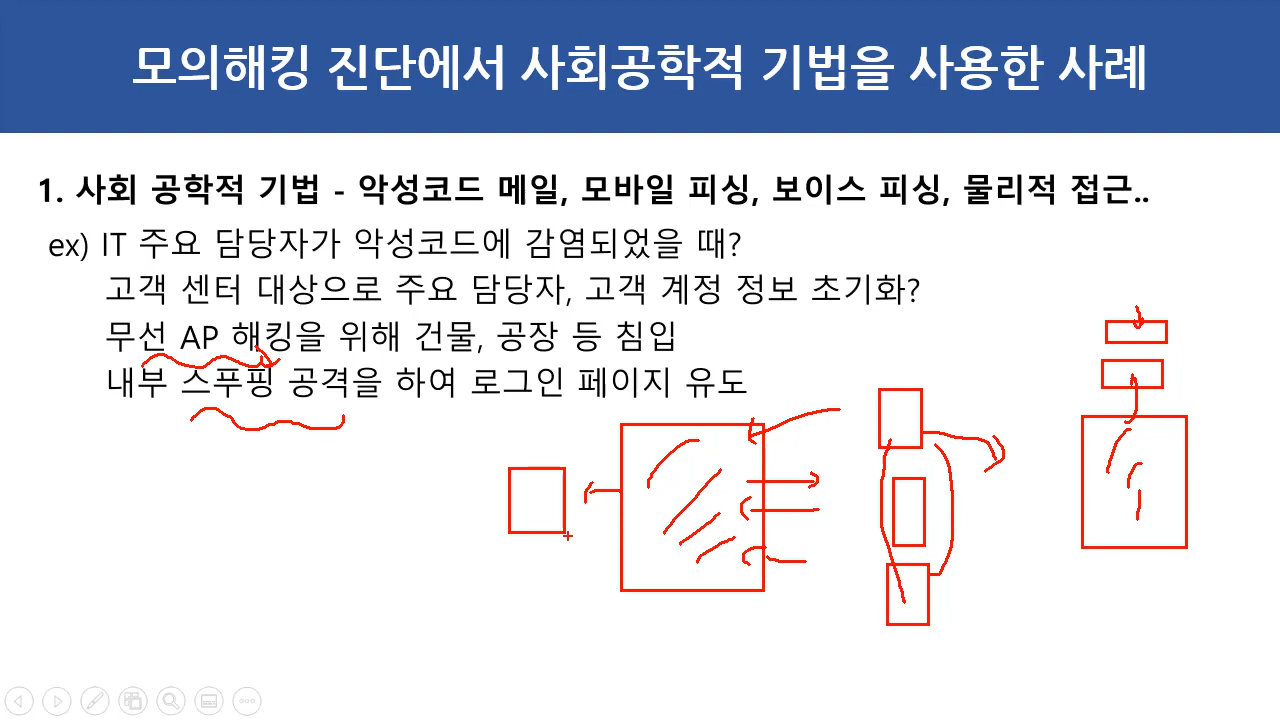 모의해킹 진단에서 사회공학적 기법을 사용한 사례
1. 사회 공학적 기법 - 악성코드 메일, 모바일 피싱, 보이스 피싱, 물리적 접근..
ex) IT 주요 담당자가 악성코드에 감염되었을 때?
고객 센터 대상으로 주요 담당자, 고객 계정 정보 초기화?
무선 AP 해킹을 위해 건물, 공장 등 침입
내부 스푸핑 공격을 하여 로그인 페이지 유도